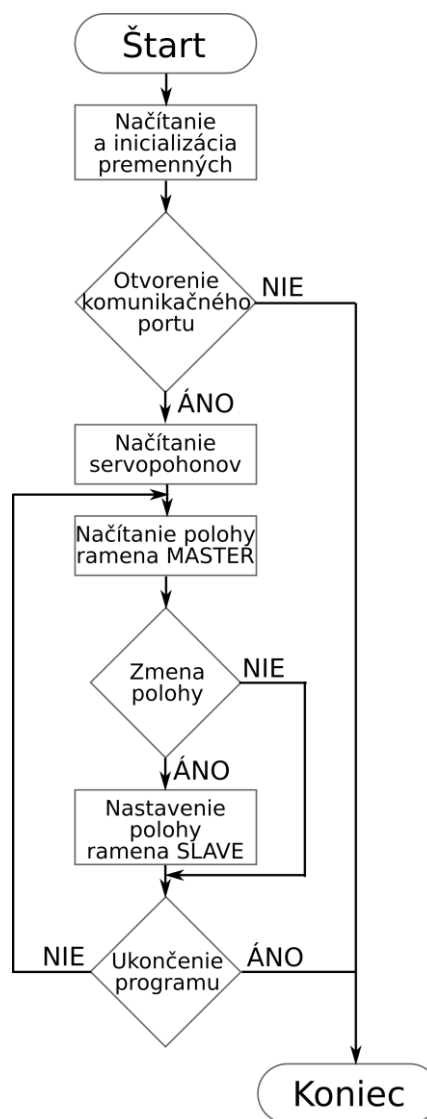 Štart
Načítanie
a inicializácia
premenných
Otvorenie
komunikačného
portu
NIE
ÁNO
Načítanie
servopohonov
Načítanie polohy
ramena MASTER
Zmena
polohy
NIE
ÁNO
Nastavenie
polohy
ramena SLAVE
NIE
Ukončenie
programu
ÁNO
Koniec